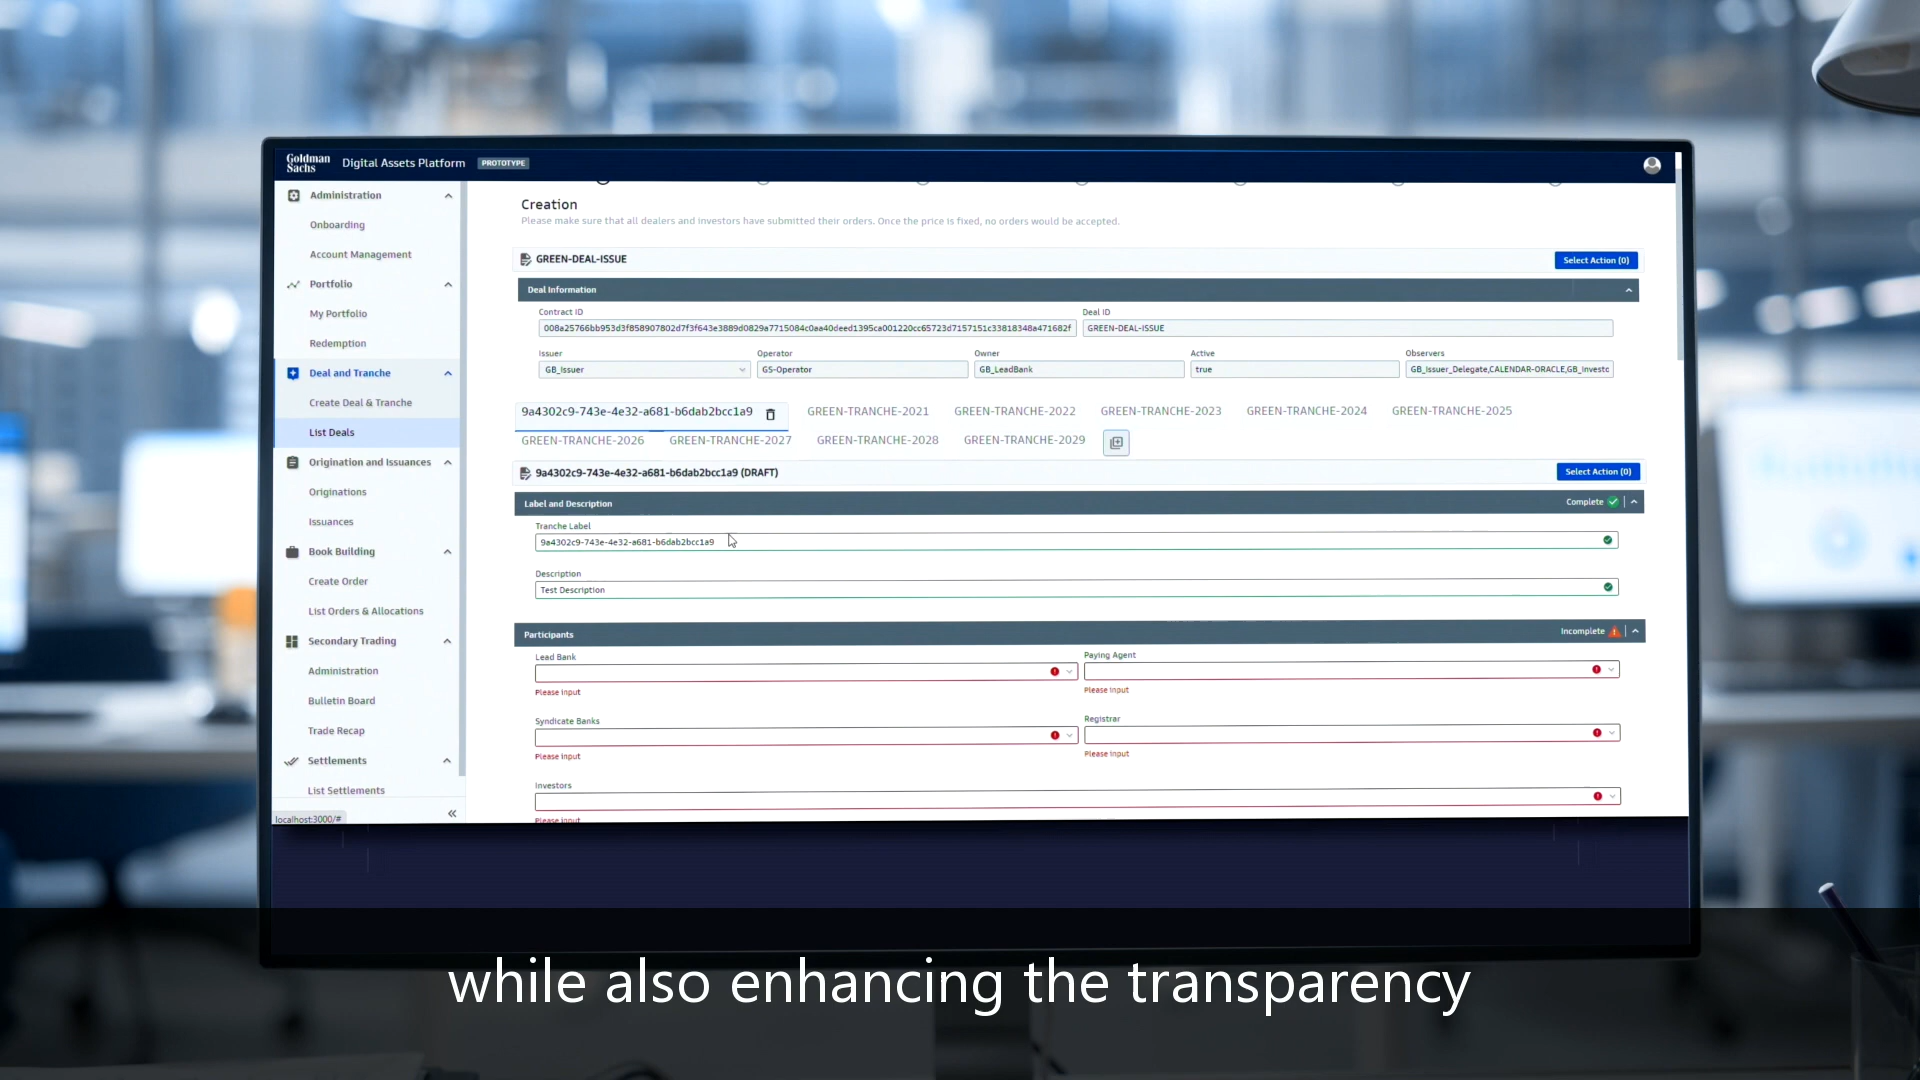 Goldman
Sachs
Digital Assets Platform
PROTOTYPE
Administration
Onboarding
Account Management
Portfolio
My Portfolio
Redemption
Deal and Tranche
Create Deal & Tranche
List Deals
Origination and Issuances
Originations
Issuances
Book Building
Create Order
List Orders & Allocations
Secondary Trading
Administration
Bulletin Board
Trade Recap
Settlements
List Settlements
localhost:3000/#
Creation
Please make sure that all dealers and investors have submitted their orders. Once the price is fixed, no orders would be accepted.
GREEN-DEAL-ISSUE
Select Action (0)
Deal Information
Contract ID Deal ID
008a25766bb953d3f858907802d7f3f643e3889d0829a7715084c0aa40deed1395ca001220cc65723d7157151c33818348a471682f GREEN-DEAL-ISSUE
Issuer Operator Owner Active Observers
GB_Issuer GS-Operator GB_LeadBank true GB_Issuer_Delegate,CALENDAR-ORACLE,GB_Investo
9a4302c9-743e-4e32-a681-b6dab2bcc1a9 GREEN-TRANCHE-2021 GREEN-TRANCHE-2022 GREEN-TRANCHE-2023 GREEN-TRANCHE-2024 GREEN-TRANCHE-2025
GREEN-TRANCHE-2026 GREEN-TRANCHE-2027 GREEN-TRANCHE-2028 GREEN-TRANCHE-2029
9a4302c9-743e-4e32-a681-b6dab2bcc1a9 (DRAFT)
Select Action (0)
Label and Description Complete
Tranche Label
9a4302c9-743e-4e32-a681-b6dab2bcc1a9
Description
Test Description
Participants Incomplete
Lead Bank Paying Agent
Please input Please input
Syndicate Banks Registrar
Please input Please input
Investors
Please input
while also enhancing the transparency